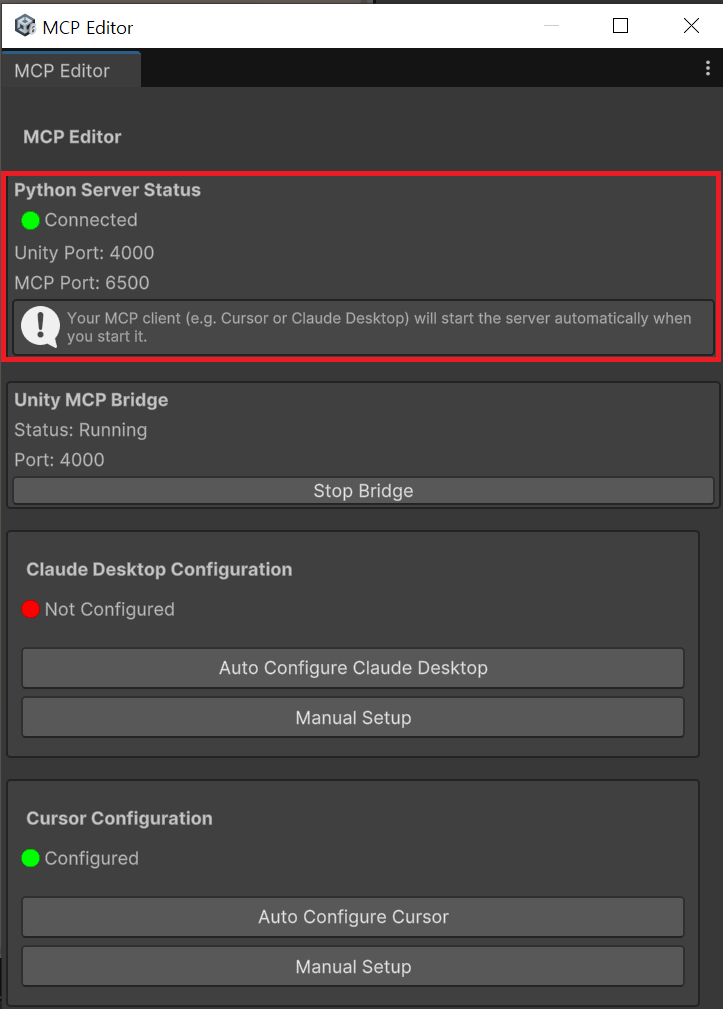 MCP Editor
MCP Editor
MCP Editor
Python Server Status
Connected
Unity Port: 4000
MCP Port: 6500
Your MCP client (e.g. Cursor or Claude Desktop) will start the server automatically when
you start it.
Unity MCP Bridge
Status: Running
Port: 4000
Stop Bridge
Claude Desktop Configuration
Not Configured
Auto Configure Claude Desktop
Manual Setup
Cursor Configuration
Configured
Auto Configure Cursor
Manual Setup